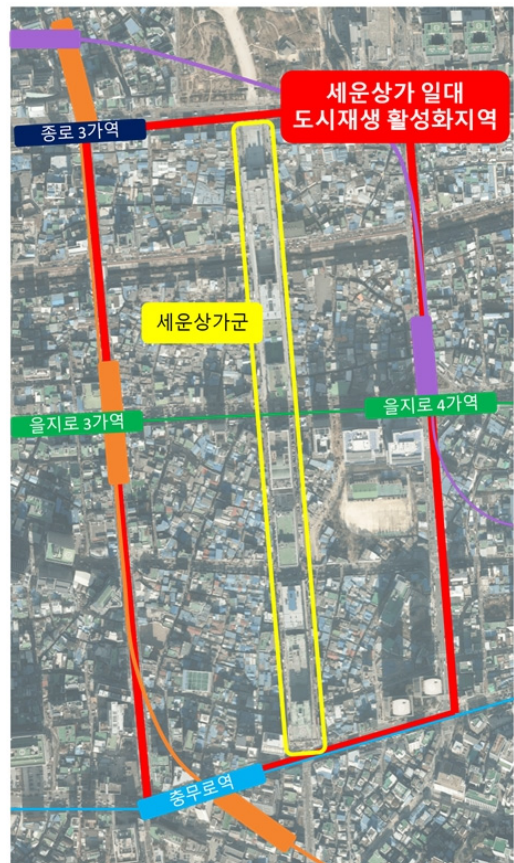 세운상가 일대
도시재생 활성화지역
종로 3가역
세운상가군
을지로 3가역
을지로 4가역
충무로역